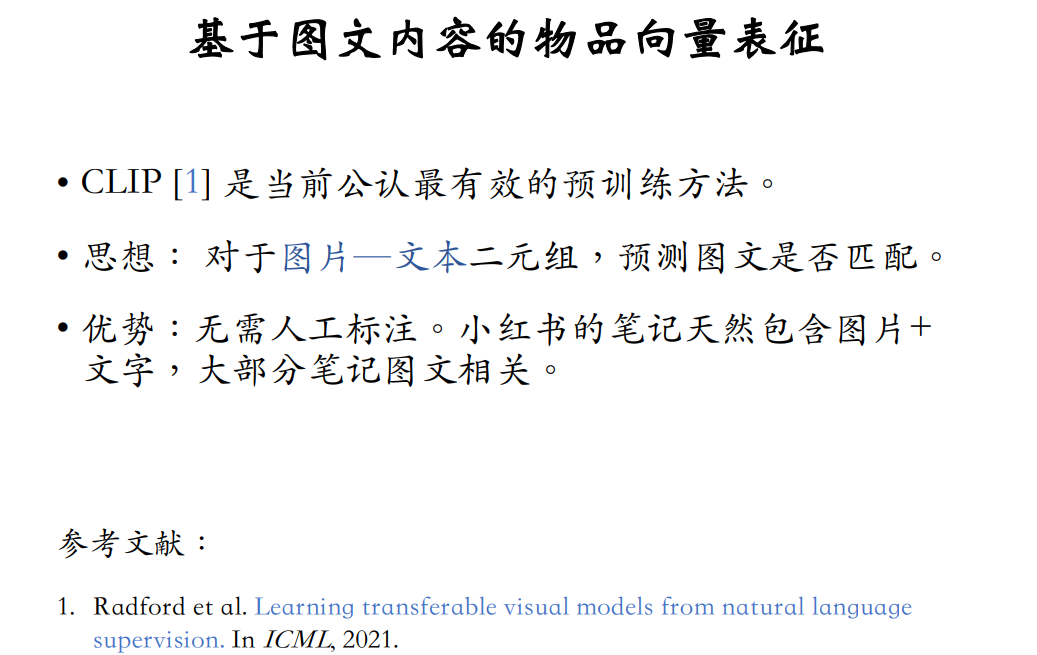 基于图文内容的物品向量表征
• CLIP [1] 是当前公认最有效的预训练方法。
• 思想： 对于图片—文本二元组，预测图文是否匹配。
• 优势：无需人工标注。小红书的笔记天然包含图片+
文字，大部分笔记图文相关。
参考文献：
1. Radford et al. Learning transferable visual models from natural language
supervision. In ICML, 2021.